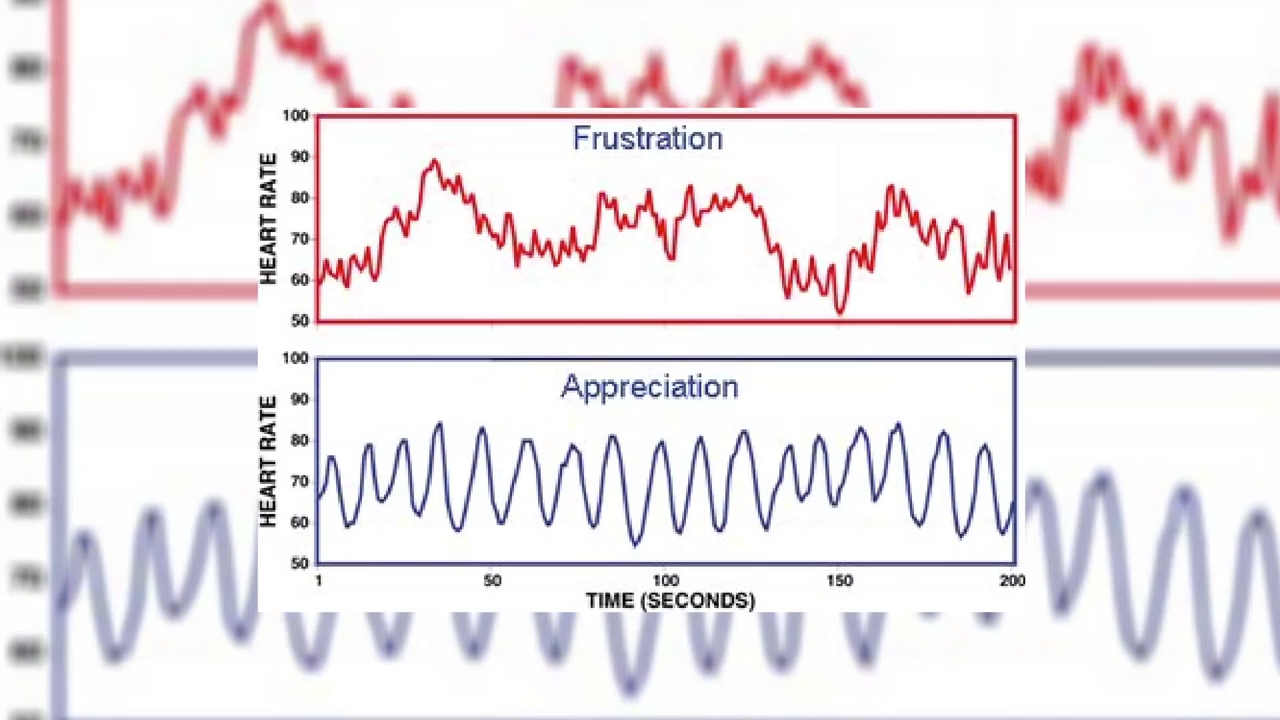 Frustration
HEART RATE
100
90
80
70
60
50
Appreciation
HEART RATE
100
90
80
70
60
50
1 50 100 150 200
TIME (SECONDS)